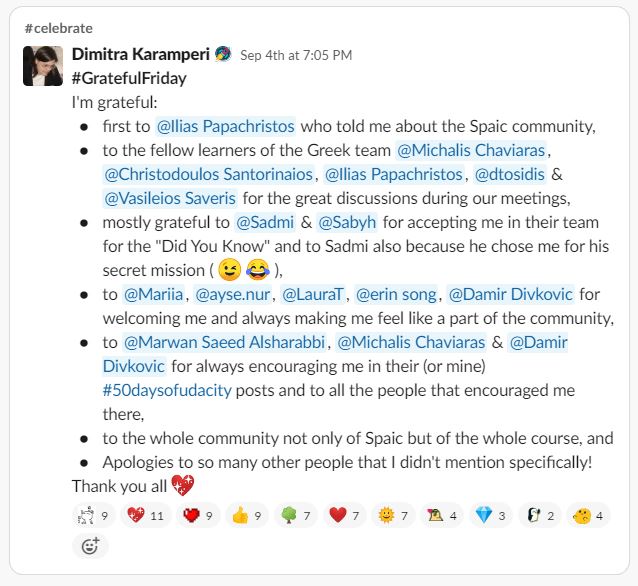 #celebrate
Dimitra Karamperi Sep 4th at 7:05 PM
#GratefulFriday
I'm grateful:
• first to @Ilias Papachristos who told me about the Spaic community,
• to the fellow learners of the Greek team @Michalis Chaviaras,
@Christodoulos Santorinaios, @Ilias Papachristos, @dtosidis &
@Vasileios Saveris for the great discussions during our meetings,
• mostly grateful to @Sadmi & @Sabyh for accepting me in their team
for the "Did You Know" and to Sadmi also because he chose me for his
secret mission ( 😉 😂 ),
• to @Mariia, @ayse.nur, @LauraT, @erin song, @Damir Divkovic for
welcoming me and always making me feel like a part of the community,
• to @Marwan Saeed Alsharabbi, @Michalis Chaviaras & @Damir
Divkovic for always encouraging me in their (or mine)
#50daysofudacity posts and to all the people that encouraged me
there,
• to the whole community not only of Spaic but of the whole course, and
• Apologies to so many other people that I didn't mention specifically!
Thank you all 💖
9 11 9 9 7 7 7 4 3 2 4